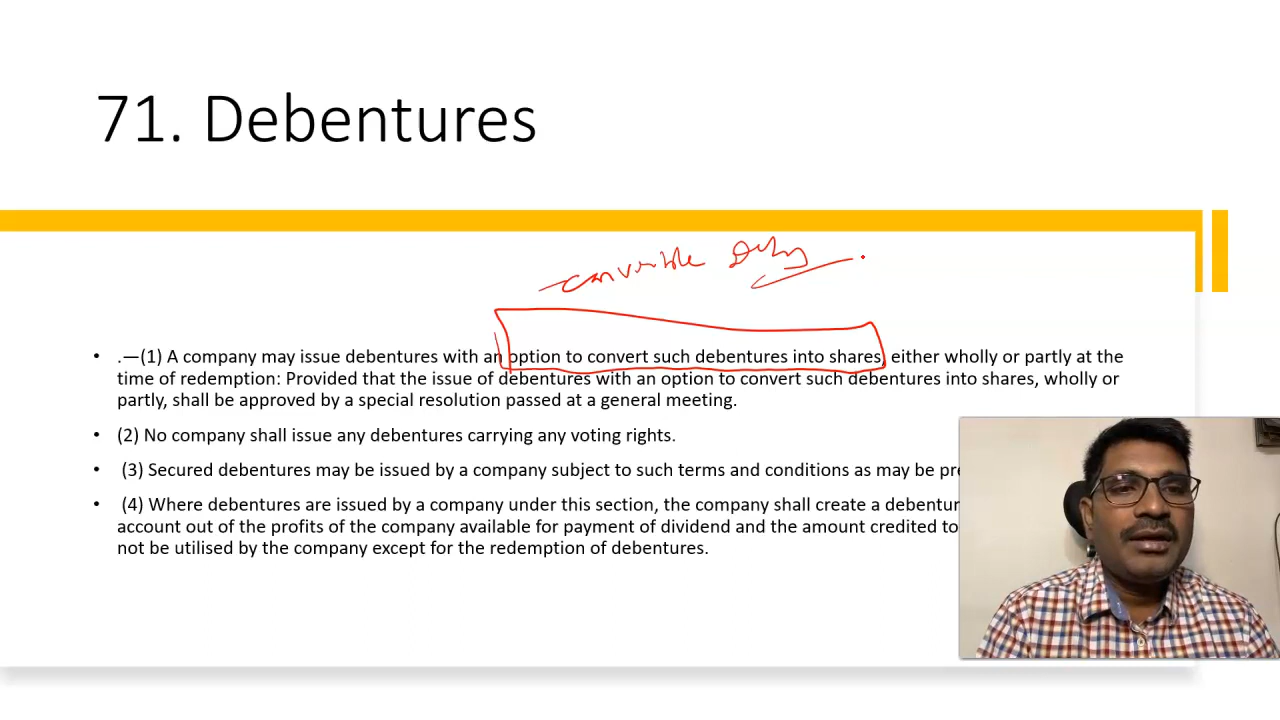 71. Debentures
convertible Deb
• .—(1) A company may issue debentures with an option to convert such debentures into shares, either wholly or partly at the
time of redemption: Provided that the issue of debentures with an option to convert such debentures into shares, wholly or
partly, shall be approved by a special resolution passed at a general meeting.
• (2) No company shall issue any debentures carrying any voting rights.
• (3) Secured debentures may be issued by a company subject to such terms and conditions as may be pre
• (4) Where debentures are issued by a company under this section, the company shall create a debentur
account out of the profits of the company available for payment of dividend and the amount credited to
not be utilised by the company except for the redemption of debentures.